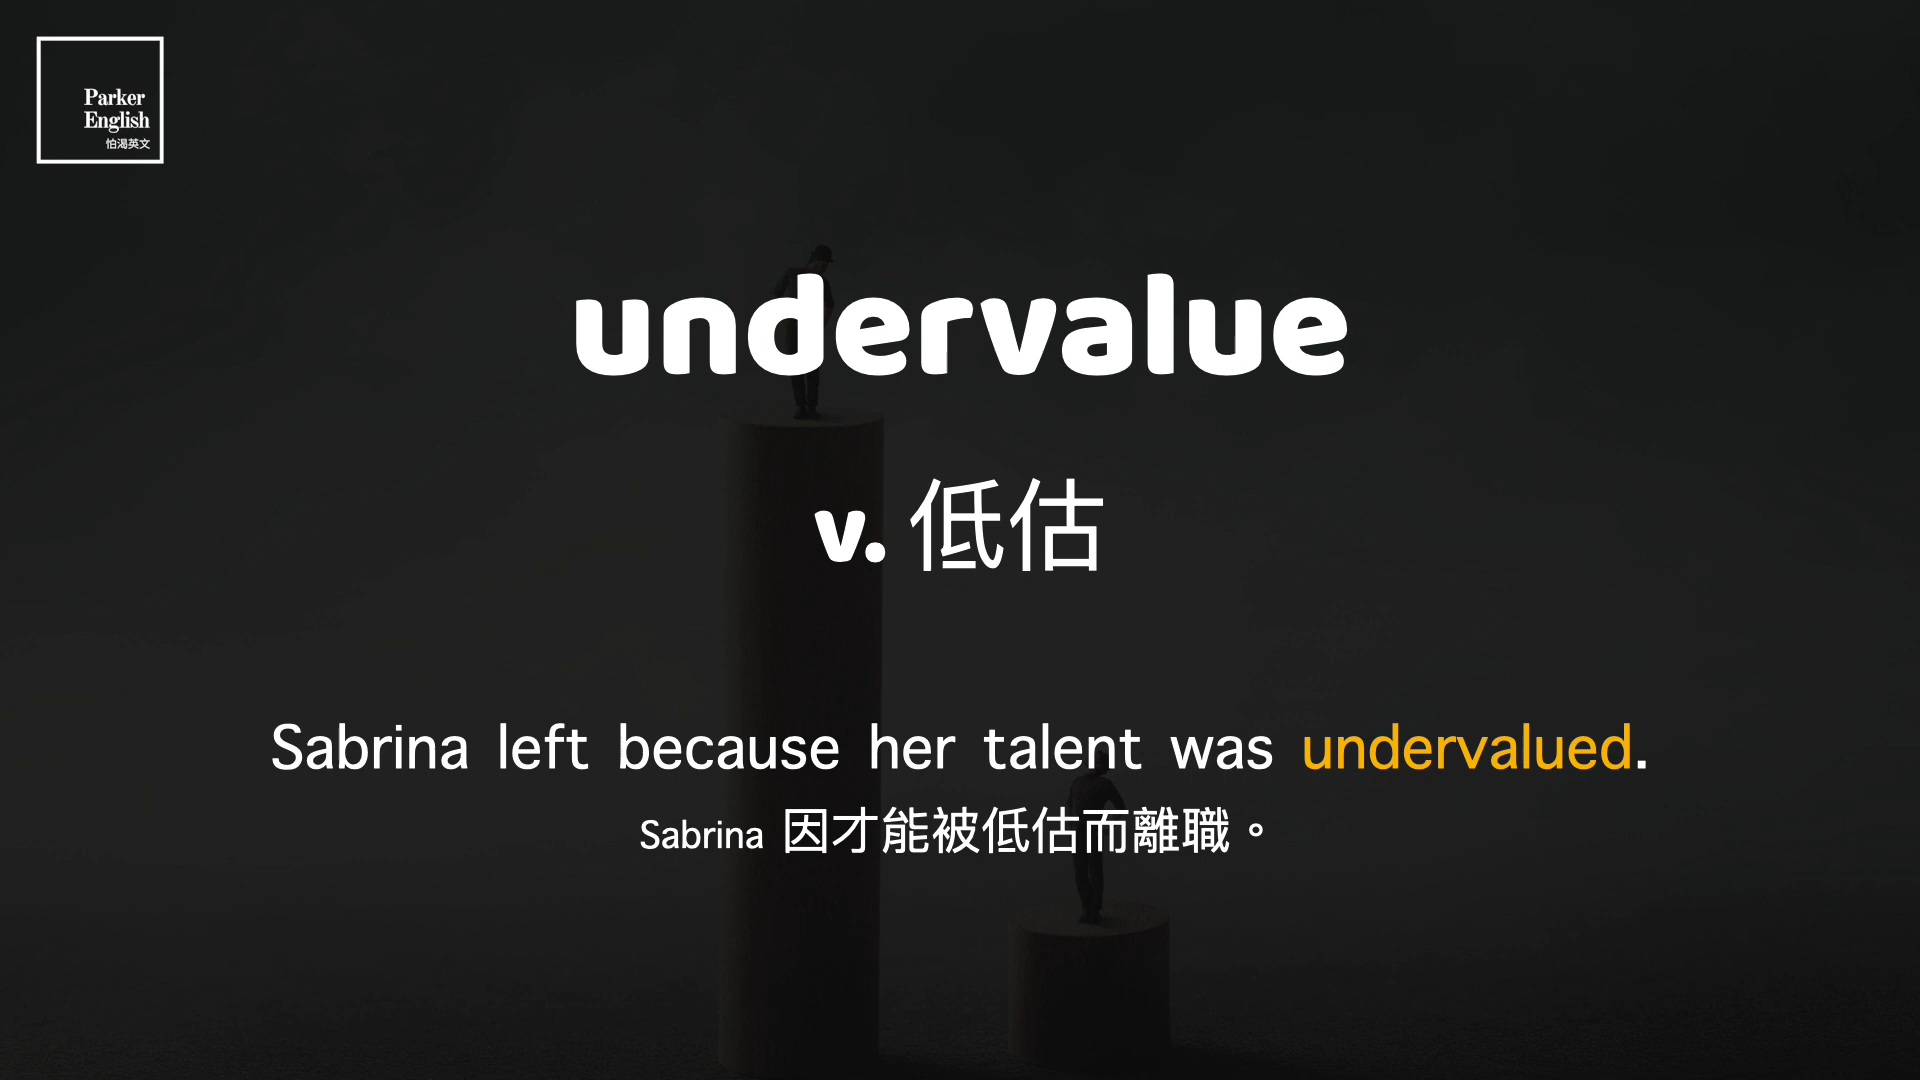 Parker
English
怕渴英文
undervalue
v. 低估
Sabrina left because her talent was undervalued.
Sabrina 因才能被低估而離職。